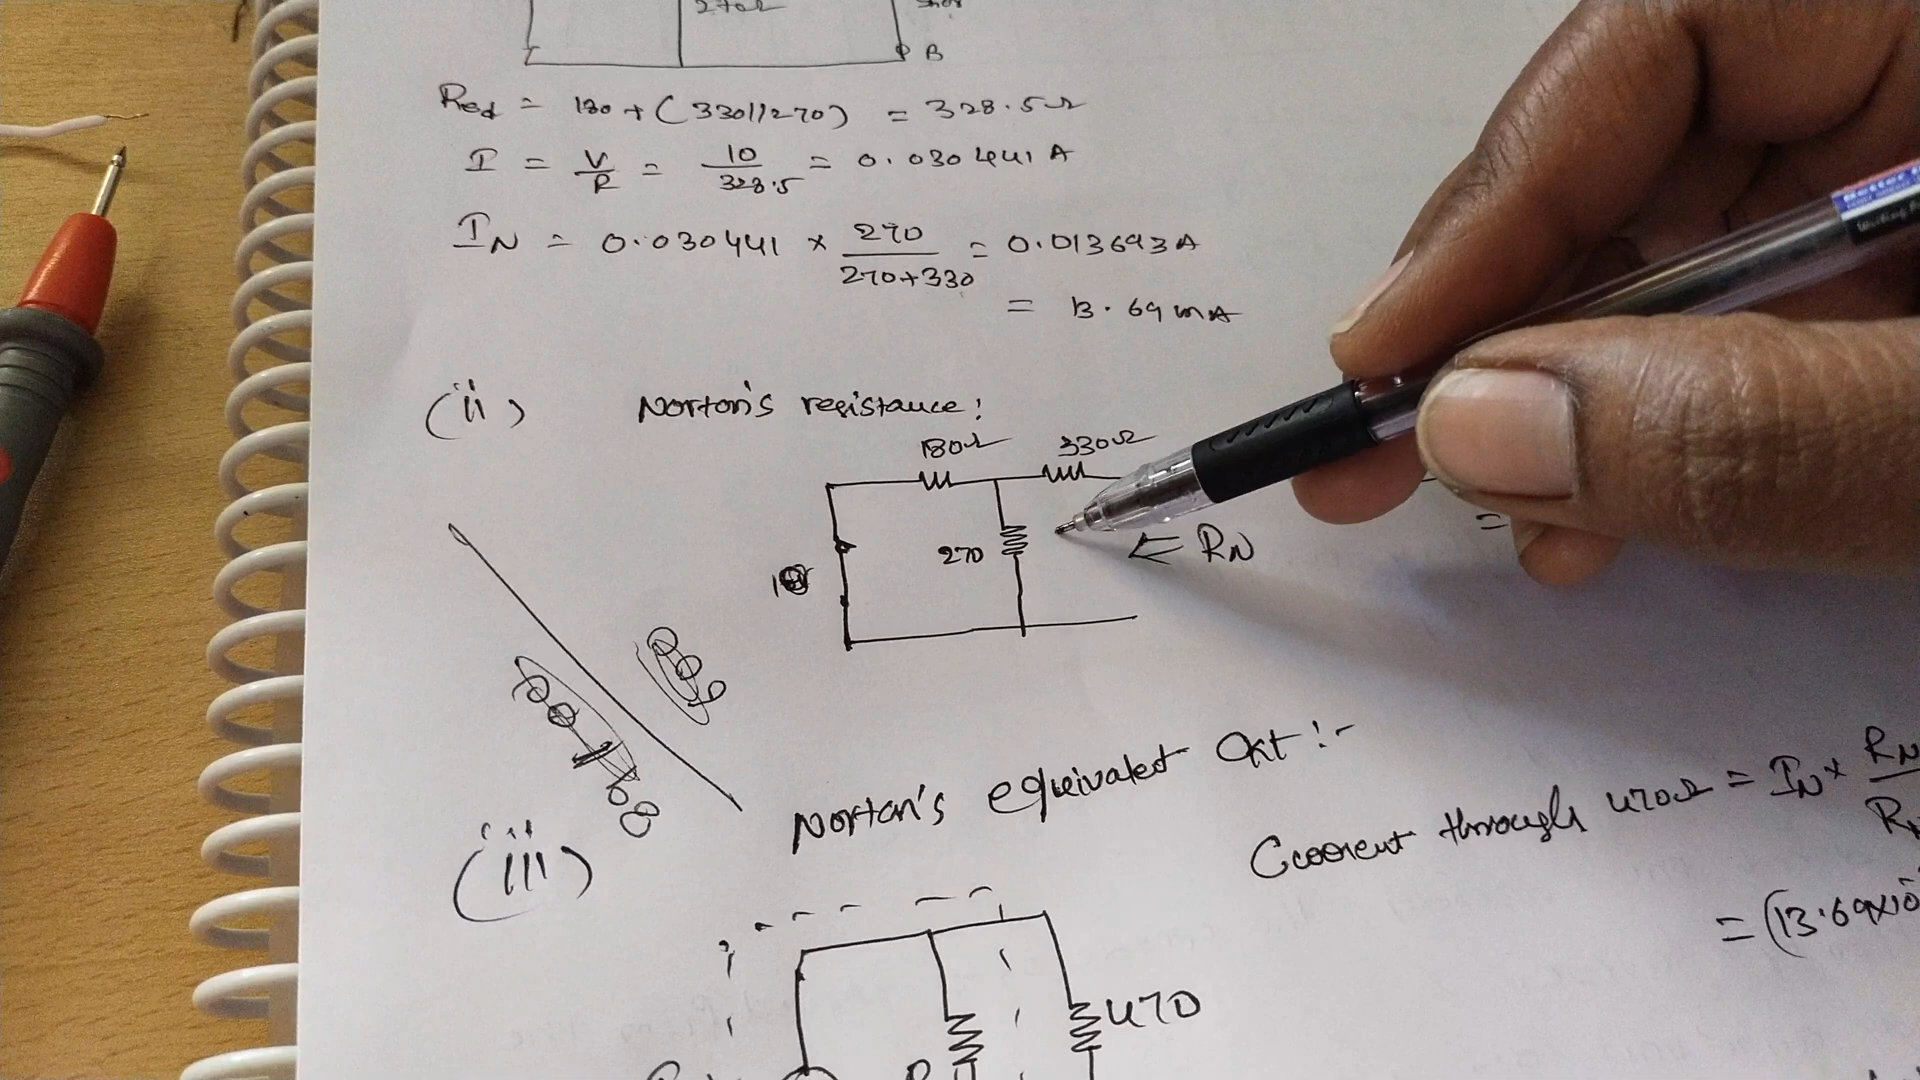 270Ω
B
Req = 180 + (330||270) = 328.5Ω
I = V/R = 10/328.5 = 0.030441 A
IN = 0.030441 × 270/(270+330) = 0.013693 A
= 13.69 mA
(ii) Norton's resistance:
180Ω 330Ω
270
← RN
=
(iii) Norton's equivalent Ckt :-
Current through 470Ω = IN × RN
= (13.69×10
470